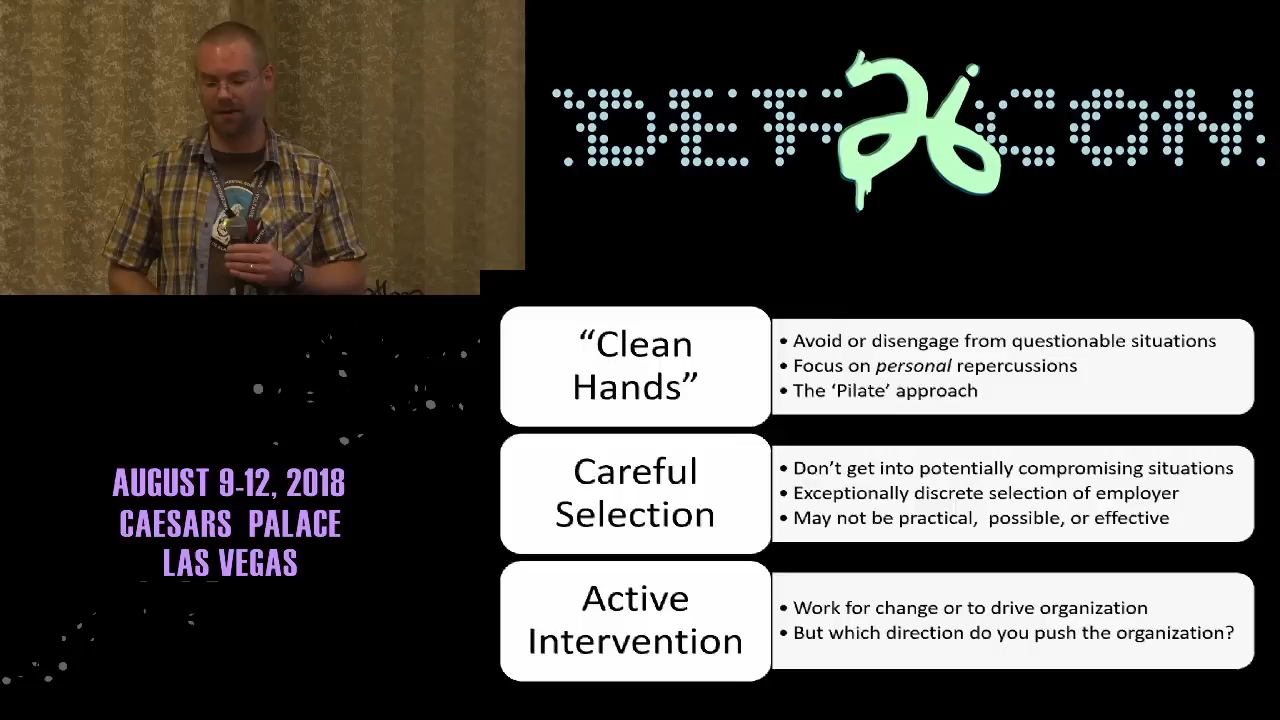 DEF 26 CON
“Clean
Hands”
• Avoid or disengage from questionable situations
• Focus on personal repercussions
• The ‘Pilate’ approach
Careful
Selection
• Don’t get into potentially compromising situations
• Exceptionally discrete selection of employer
• May not be practical,  possible, or effective
Active
Intervention
• Work for change or to drive organization
• But which direction do you push the organization?
AUGUST 9-12, 2018
CAESARS PALACE
LAS VEGAS